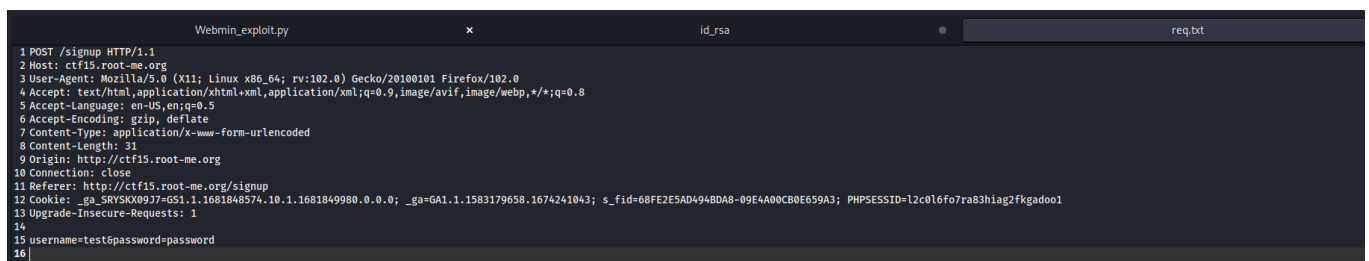 Webmin_exploit.py × id_rsa req.txt
1 POST /signup HTTP/1.1
2 Host: ctf15.root-me.org
3 User-Agent: Mozilla/5.0 (X11; Linux x86_64; rv:102.0) Gecko/20100101 Firefox/102.0
4 Accept: text/html,application/xhtml+xml,application/xml;q=0.9,image/avif,image/webp,*/*;q=0.8
5 Accept-Language: en-US,en;q=0.5
6 Accept-Encoding: gzip, deflate
7 Content-Type: application/x-www-form-urlencoded
8 Content-Length: 31
9 Origin: http://ctf15.root-me.org
10 Connection: close
11 Referer: http://ctf15.root-me.org/signup
12 Cookie: _ga_SRYSKX09J7=GS1.1.1681848574.10.1.1681849980.0.0.0; _ga=GA1.1.1583179658.1674241043; s_fid=68FE2E5AD494BDA8-09E4A00CB0E659A3; PHPSESSID=l2c0l6fo7ra83hiag2fkgadoo1
13 Upgrade-Insecure-Requests: 1
14
15 username=test&password=password
16